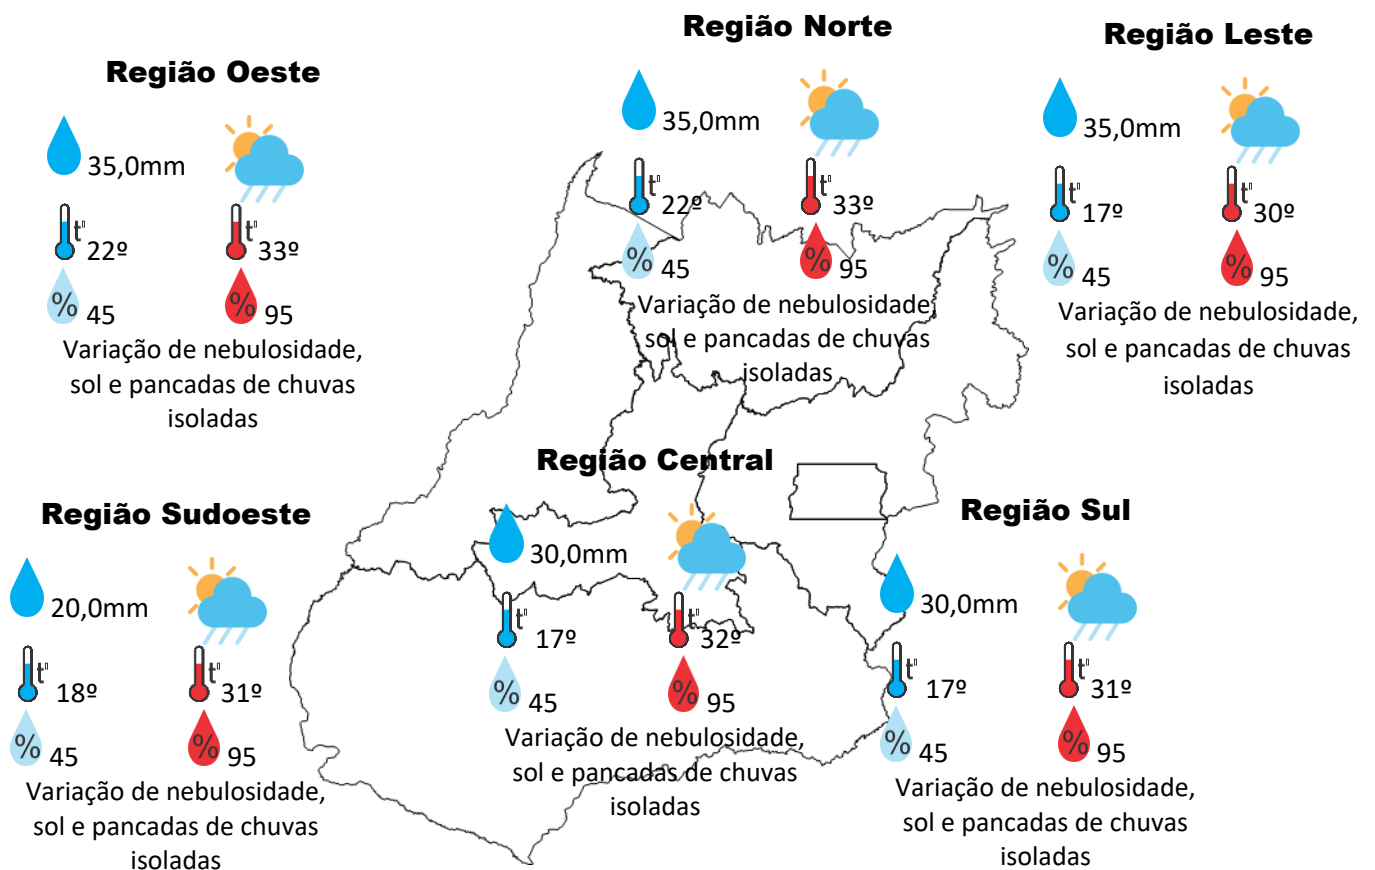 Região Norte
35,0mm
t°
22º
33º
%
45
%
95
Variação de nebulosidade,
sol e pancadas de chuvas
isoladas
Região Leste
35,0mm
t°
17º
t°
30º
%
45
%
95
Variação de nebulosidade,
sol e pancadas de chuvas
isoladas
Região Oeste
35,0mm
t°
22º
t°
33º
%
45
%
95
Variação de nebulosidade,
sol e pancadas de chuvas
isoladas
Região Central
30,0mm
t°
17º
t°
32º
%
45
%
95
Variação de nebulosidade,
sol e pancadas de chuvas
isoladas
Região Sudoeste
20,0mm
t°
18º
t°
31º
%
45
%
95
Variação de nebulosidade,
sol e pancadas de chuvas
isoladas
Região Sul
30,0mm
t°
17º
t°
31º
%
45
%
95
Variação de nebulosidade,
sol e pancadas de chuvas
isoladas